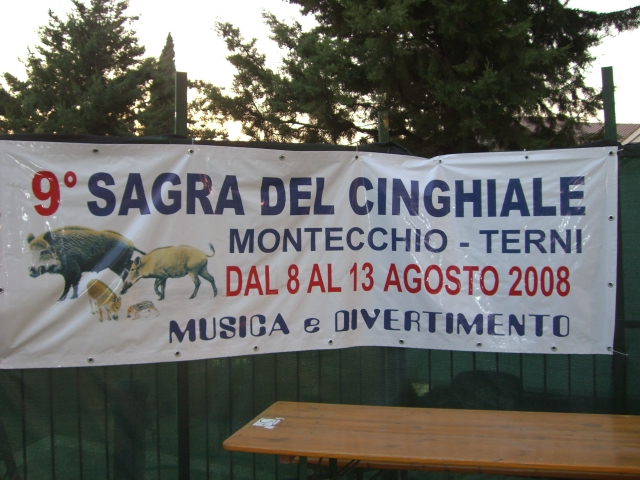 9° SAGRA DEL CINGHIALE
MONTECCHIO - TERNI
DAL 8 AL 13 AGOSTO 2008
MUSICA e DIVERTIMENTO